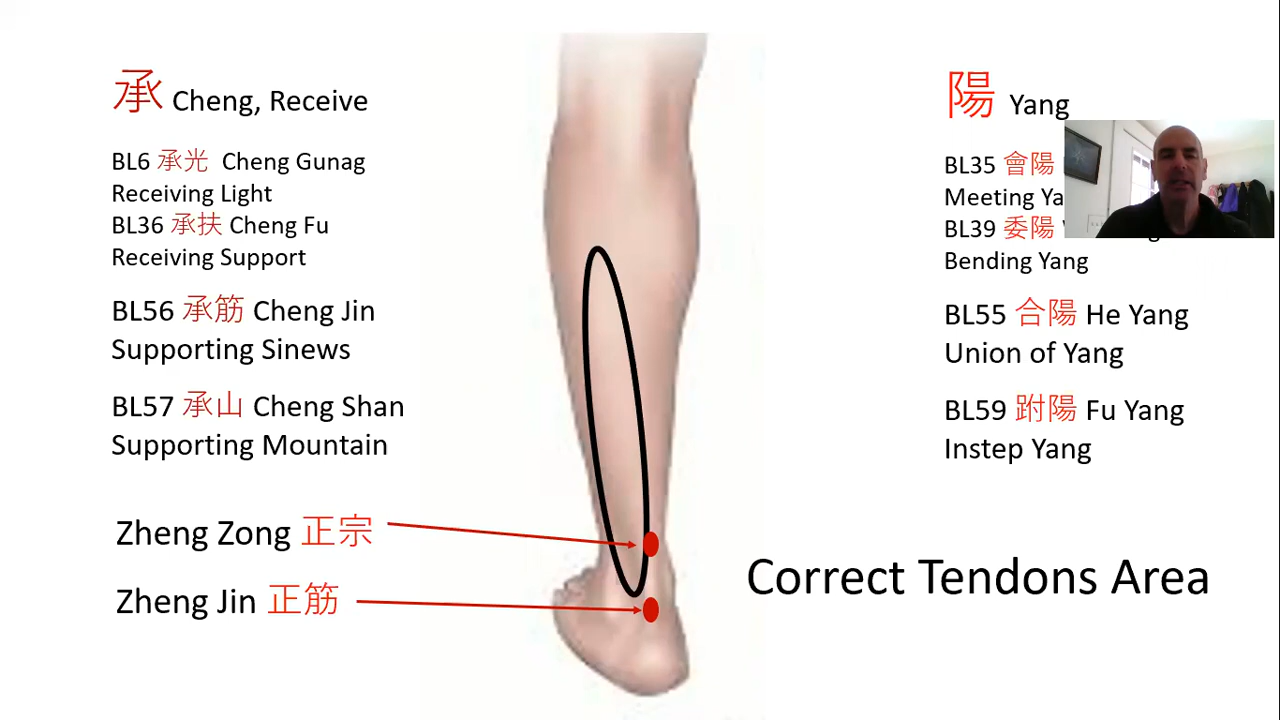 承 Cheng, Receive
BL6 承光 Cheng Gunag
Receiving Light
BL36 承扶 Cheng Fu
Receiving Support
BL56 承筋 Cheng Jin
Supporting Sinews
BL57 承山 Cheng Shan
Supporting Mountain
Zheng Zong 正宗
Zheng Jin 正筋
陽 Yang
BL35 會陽
Meeting Ya
BL39 委陽
Bending Yang
BL55 合陽 He Yang
Union of Yang
BL59 跗陽 Fu Yang
Instep Yang
Correct Tendons Area